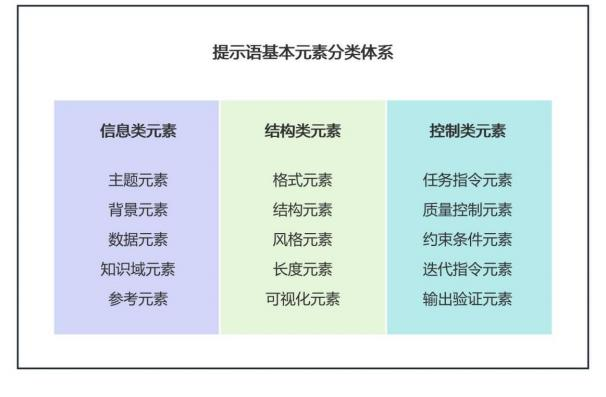 提示语基本元素分类体系
信息类元素
主题元素
背景元素
数据元素
知识域元素
参考元素
结构类元素
格式元素
结构元素
风格元素
长度元素
可视化元素
控制类元素
任务指令元素
质量控制元素
约束条件元素
迭代指令元素
输出验证元素